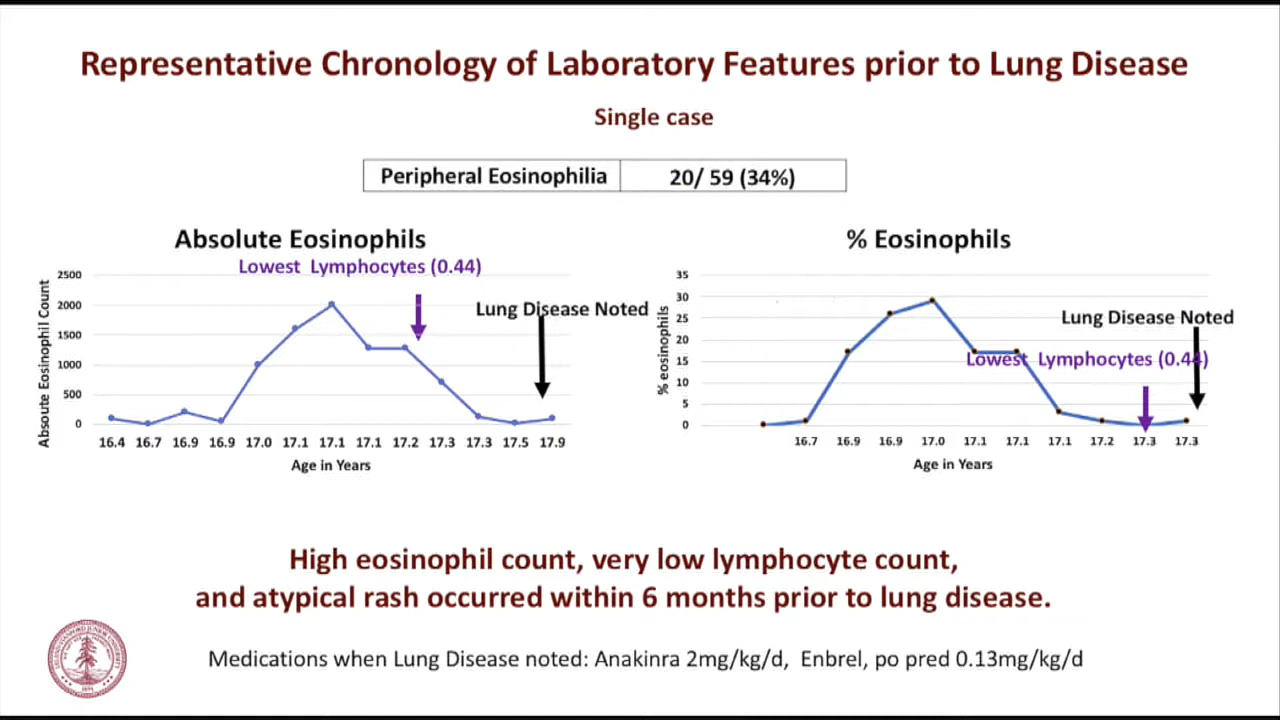 Representative Chronology of Laboratory Features prior to Lung Disease
Single case
Peripheral Eosinophilia 20/ 59 (34%)
Absolute Eosinophils
Lowest Lymphocytes (0.44)
Lung Disease Noted
Absoute Eosinophil Count
2500
2000
1500
1000
500
0
16.4 16.7 16.9 16.9 17.0 17.1 17.1 17.1 17.2 17.3 17.3 17.5 17.9
Age in Years
% Eosinophils
Lung Disease Noted
Lowest Lymphocytes (0.44)
% eosinophils
35
30
25
20
15
10
5
0
16.7 16.9 16.9 17.0 17.1 17.1 17.1 17.2 17.3 17.3
Age in Years
High eosinophil count, very low lymphocyte count,
and atypical rash occurred within 6 months prior to lung disease.
Medications when Lung Disease noted: Anakinra 2mg/kg/d, Enbrel, po pred 0.13mg/kg/d